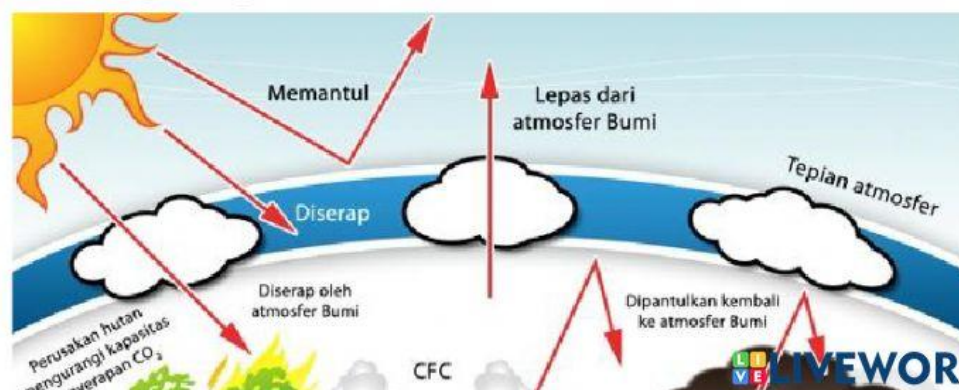 Memantul
Lepas dari
atmosfer Bumi
Tepian atmosfer
Diserap
Diserap oleh
atmosfer Bumi
Dipantulkan kembali
ke atmosfer Bumi
Perusakan hutan
mengurangi kapasitas
penyerapan CO₂
CFC
LIVE LIVEWOR